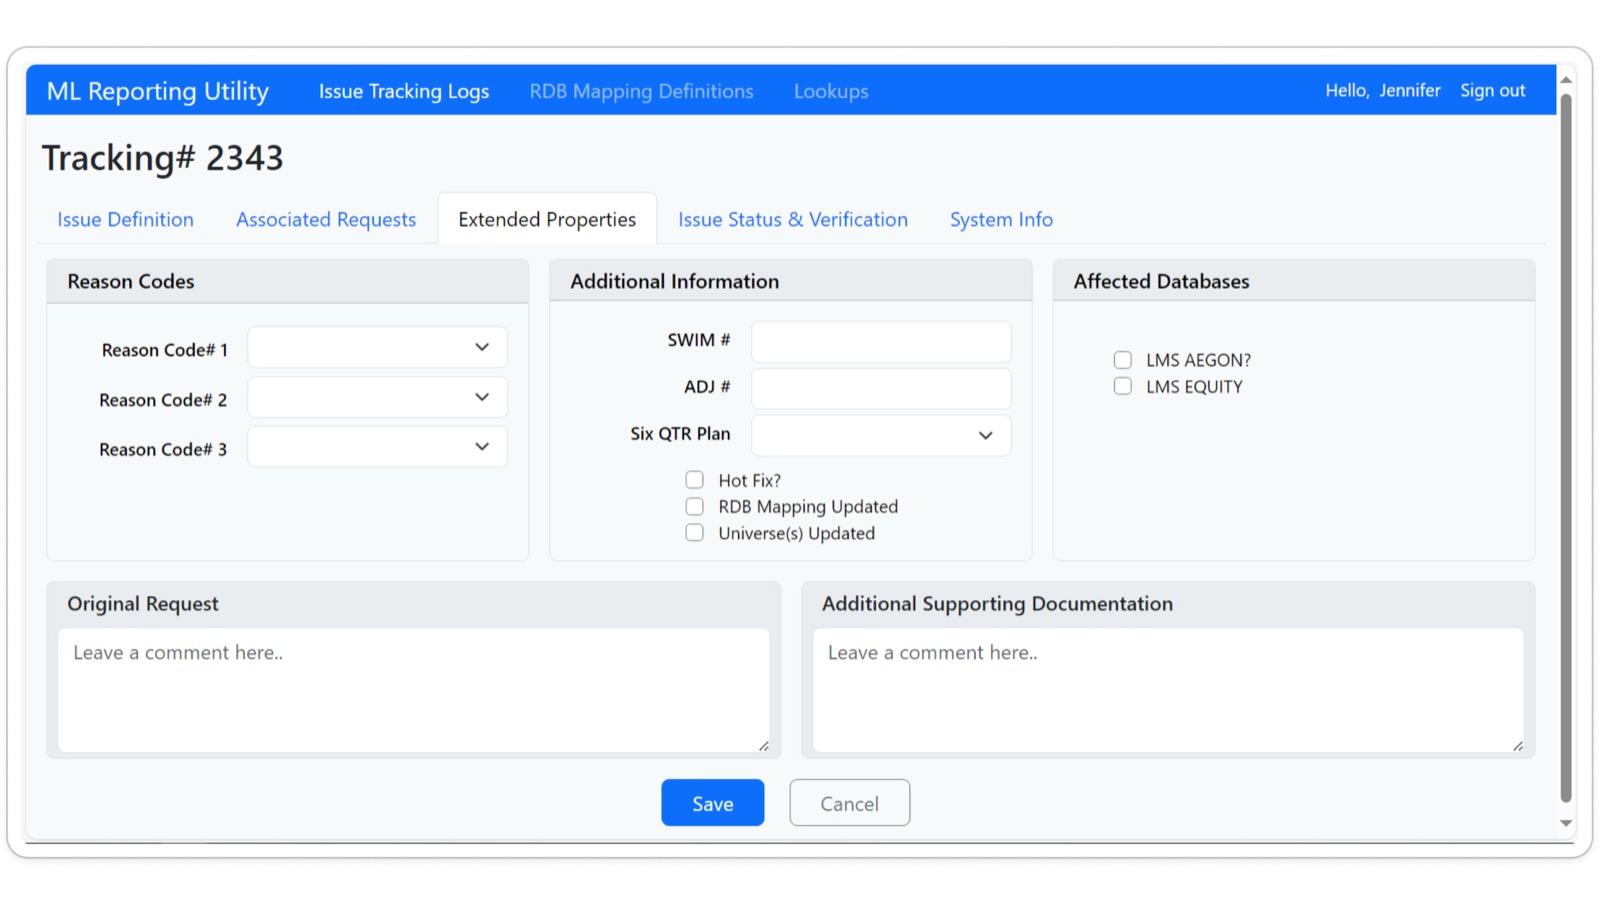 ML Reporting Utility Issue Tracking Logs RDB Mapping Definitions Lookups Hello, Jennifer Sign out
Tracking# 2343
Issue Definition Associated Requests Extended Properties Issue Status & Verification System Info
Reason Codes
Reason Code# 1
Reason Code# 2
Reason Code# 3
Additional Information
SWIM #
ADJ #
Six QTR Plan
Hot Fix?
RDB Mapping Updated
Universe(s) Updated
Affected Databases
LMS AEGON?
LMS EQUITY
Original Request
Leave a comment here..
Additional Supporting Documentation
Leave a comment here..
Save Cancel